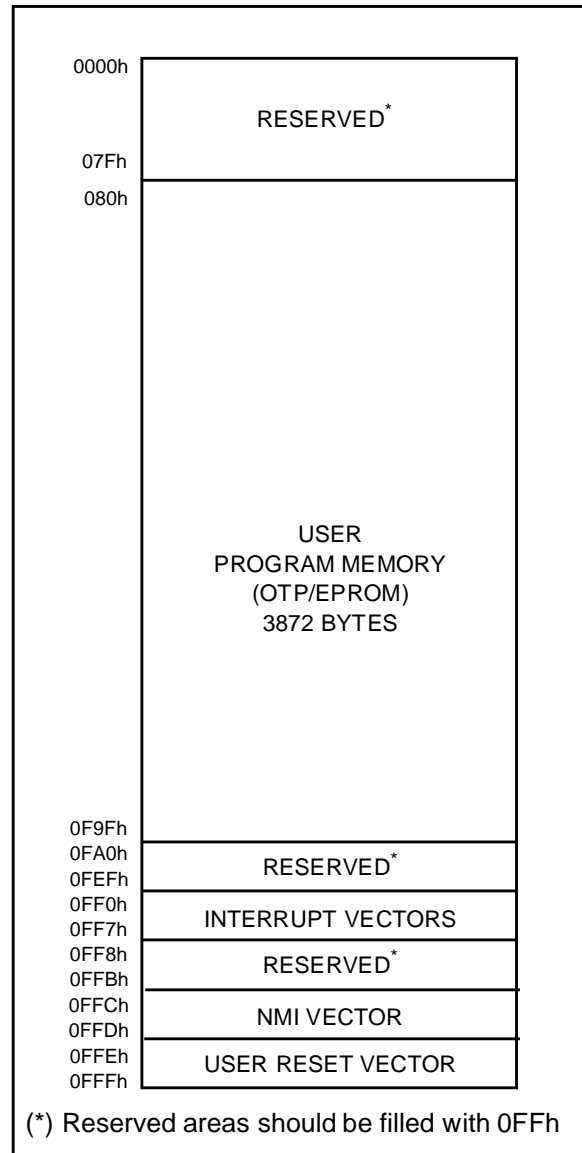 0000h
RESERVED*
07Fh
080h
USER
PROGRAM MEMORY
(OTP/EPROM)
3872 BYTES
0F9Fh
0FA0h
RESERVED*
0FEFh
0FF0h
INTERRUPT VECTORS
0FF7h
0FF8h
RESERVED*
0FFBh
0FFCh
NMI VECTOR
0FFDh
0FFEh
USER RESET VECTOR
0FFFh
(*) Reserved areas should be filled with 0FFh